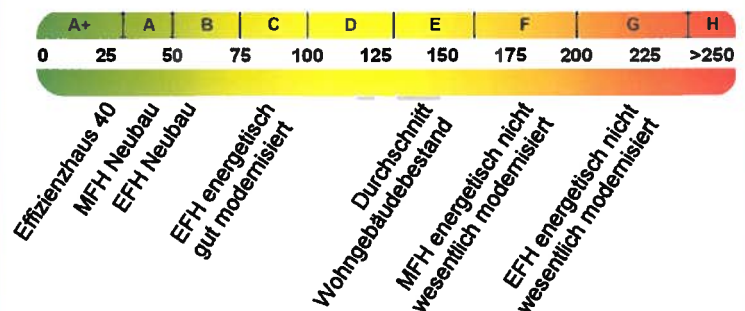 A+ A B C D E F G H
0 25 50 75 100 125 150 175 200 225 >250
Effizienzhaus 40
MFH Neubau
EFH Neubau
EFH energetisch
gut modernisiert
Durchschnitt
Wohngebäudebestand
MFH energetisch nicht
wesentlich modernisiert
EFH energetisch nicht
wesentlich modernisiert